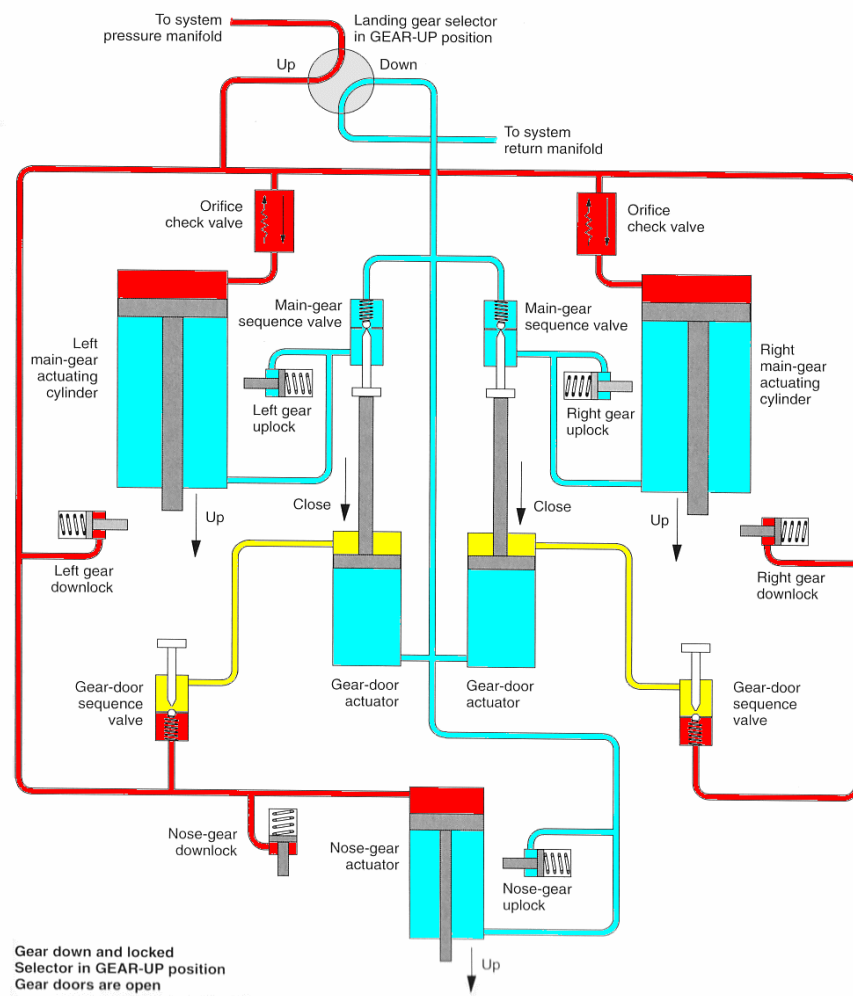 To system
pressure manifold
Landing gear selector
in GEAR-UP position
Up
Down
To system
return manifold
Orifice
check valve
Orifice
check valve
Main-gear
sequence valve
Main-gear
sequence valve
Left
main-gear
actuating
cylinder
Right
main-gear
actuating
cylinder
Left gear
uplock
Right gear
uplock
Close
Close
Up
Up
Left gear
downlock
Right gear
downlock
Gear-door
sequence
valve
Gear-door
actuator
Gear-door
actuator
Gear-door
sequence
valve
Nose-gear
downlock
Nose-gear
actuator
Nose-gear
uplock
Up
Gear down and locked
Selector in GEAR-UP position
Gear doors are open